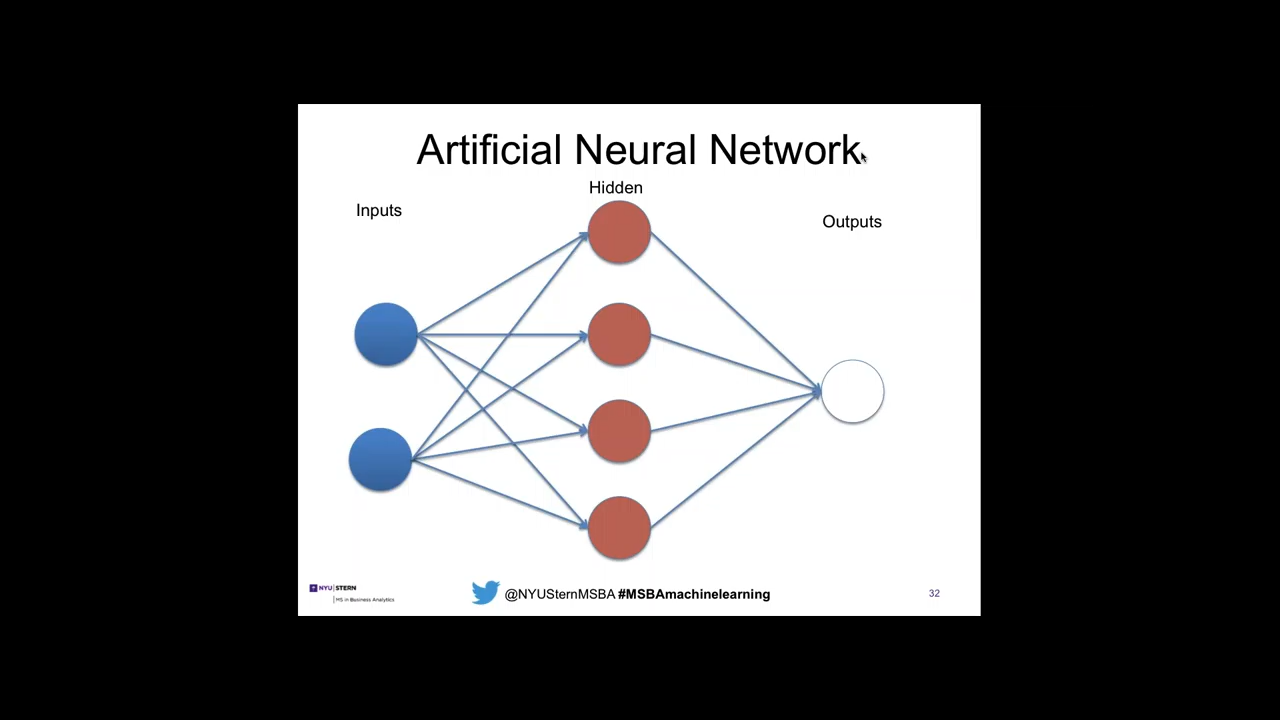 Artificial Neural Network
Hidden
Inputs
Outputs
NYU STERN
MS in Business Analytics
@NYUSternMSBA #MSBAmachinelearning
32